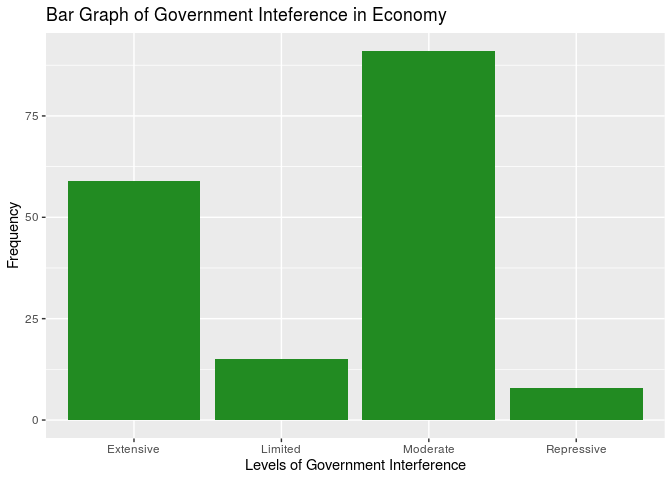 Bar Graph of Government Inteference in Economy
Frequency
75
50
25
0
Extensive Limited Moderate Repressive
Levels of Government Interference